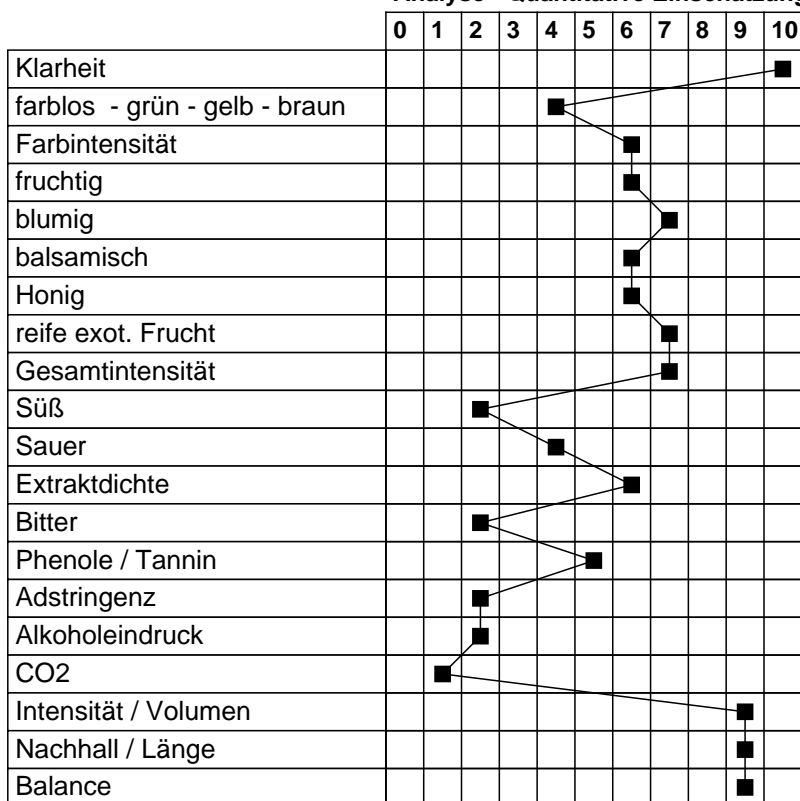 0 1 2 3 4 5 6 7 8 9 10
Klarheit
farblos - grün - gelb - braun
Farbintensität
fruchtig
blumig
balsamisch
Honig
reife exot. Frucht
Gesamtintensität
Süß
Sauer
Extraktdichte
Bitter
Phenole / Tannin
Adstringenz
Alkoholeindruck
CO2
Intensität / Volumen
Nachhall / Länge
Balance